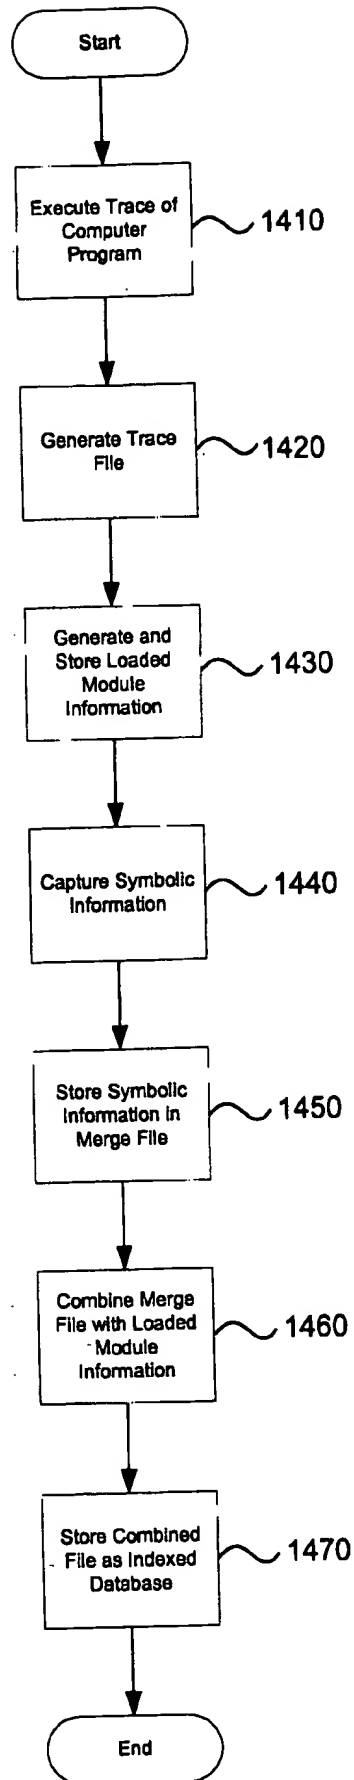 Start
Execute Trace of
Computer
Program
1410
Generate Trace
File
1420
Generate and
Store Loaded
Module
Information
1430
Capture Symbolic
Information
1440
Store Symbolic
Information in
Merge File
1450
Combine Merge
File with Loaded
Module
Information
1460
Store Combined
File as Indexed
Database
1470
End